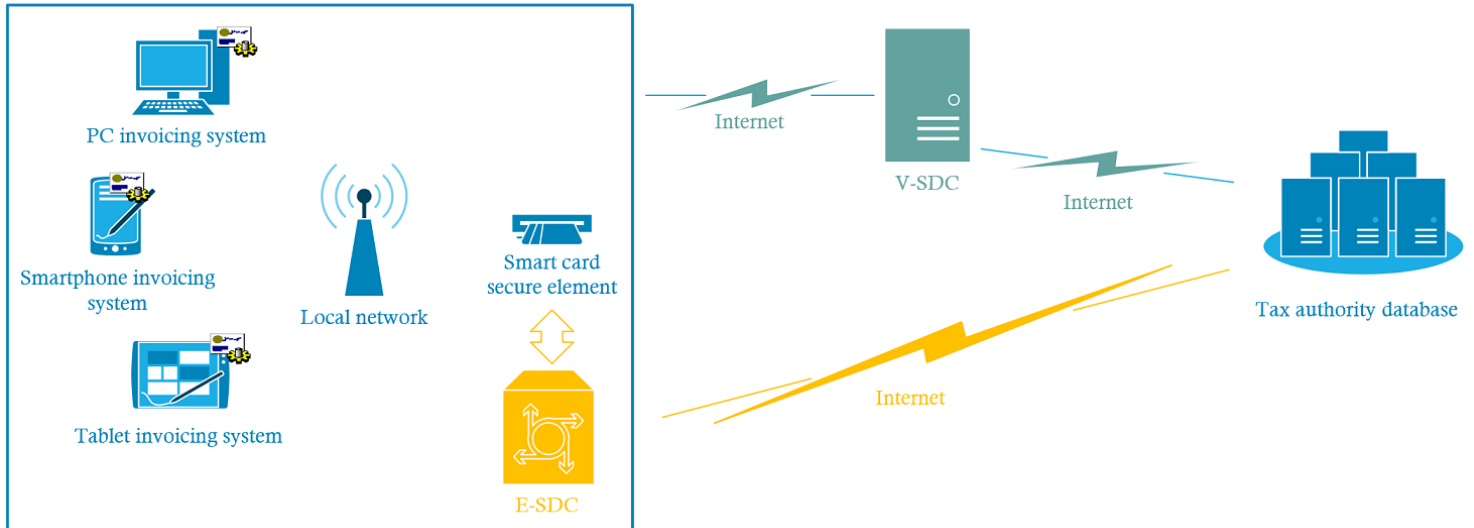 PC invoicing system
Smartphone invoicing
system
Tablet invoicing system
Local network
Smart card
secure element
E-SDC
Internet
V-SDC
Internet
Internet
Tax authority database